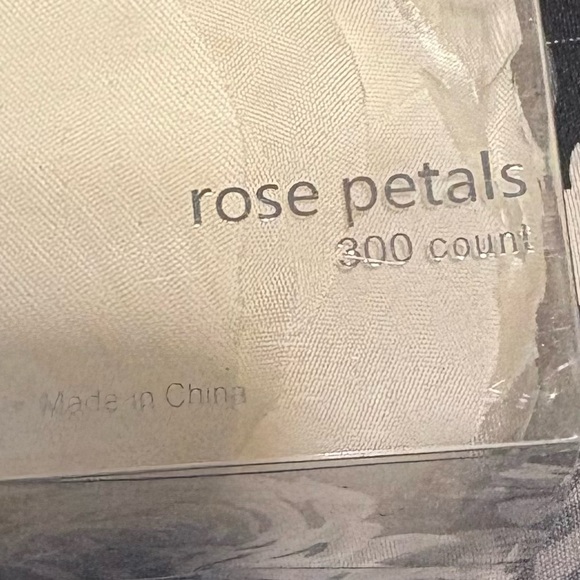 rose petals
300 count
Made in China